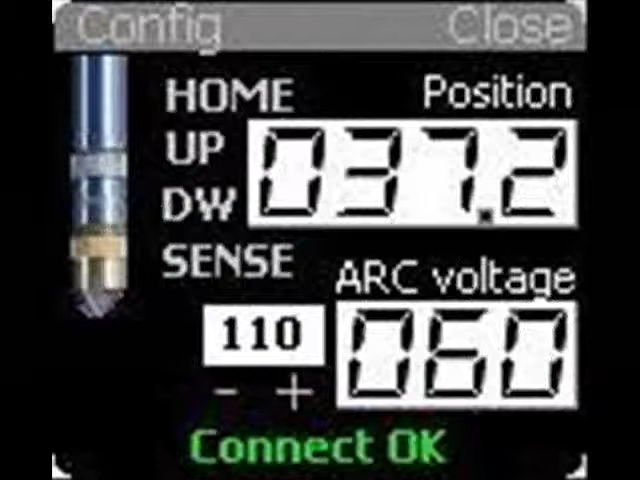 Config Close
HOME Position
UP
037.2
DW
SENSE
ARC voltage
110
060
- +
Connect OK